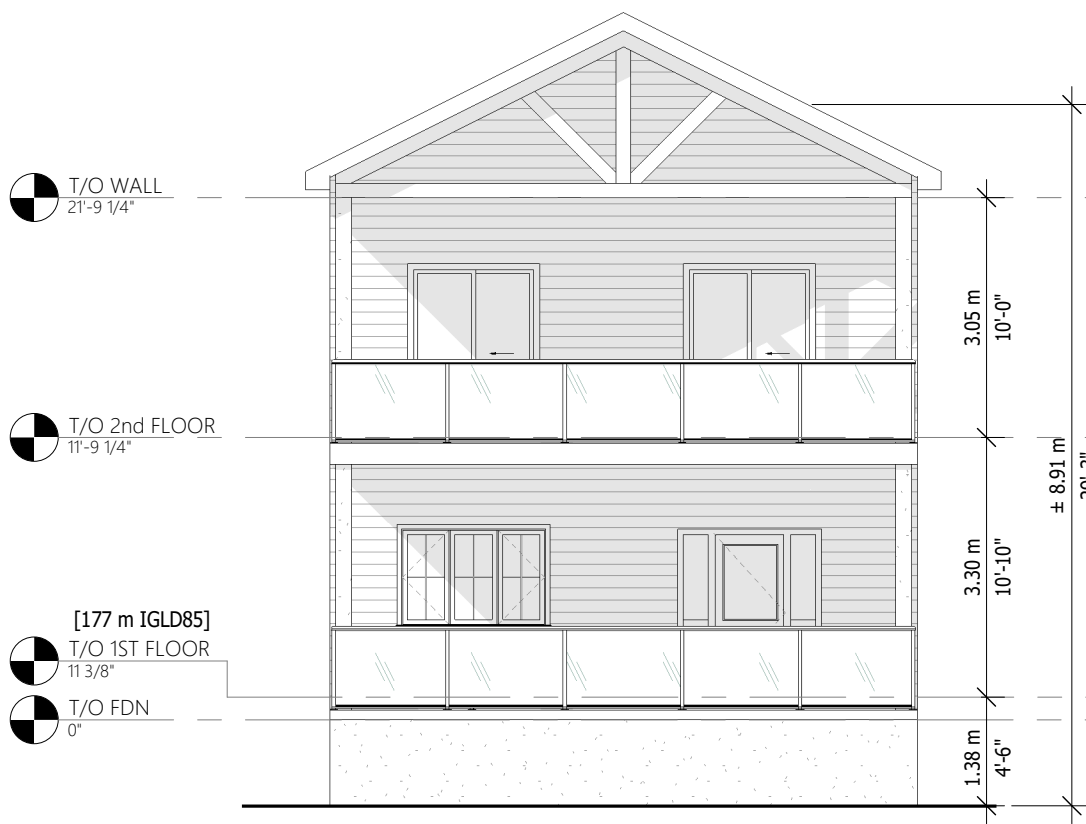 T/O WALL
21'-9 1/4"
3.05 m
10'-0"
T/O 2nd FLOOR
11'-9 1/4"
± 8.91 m
3.30 m
10'-10"
[177 m IGLD85]
T/O 1ST FLOOR
11 3/8"
T/O FDN
0"
1.38 m
4'-6"